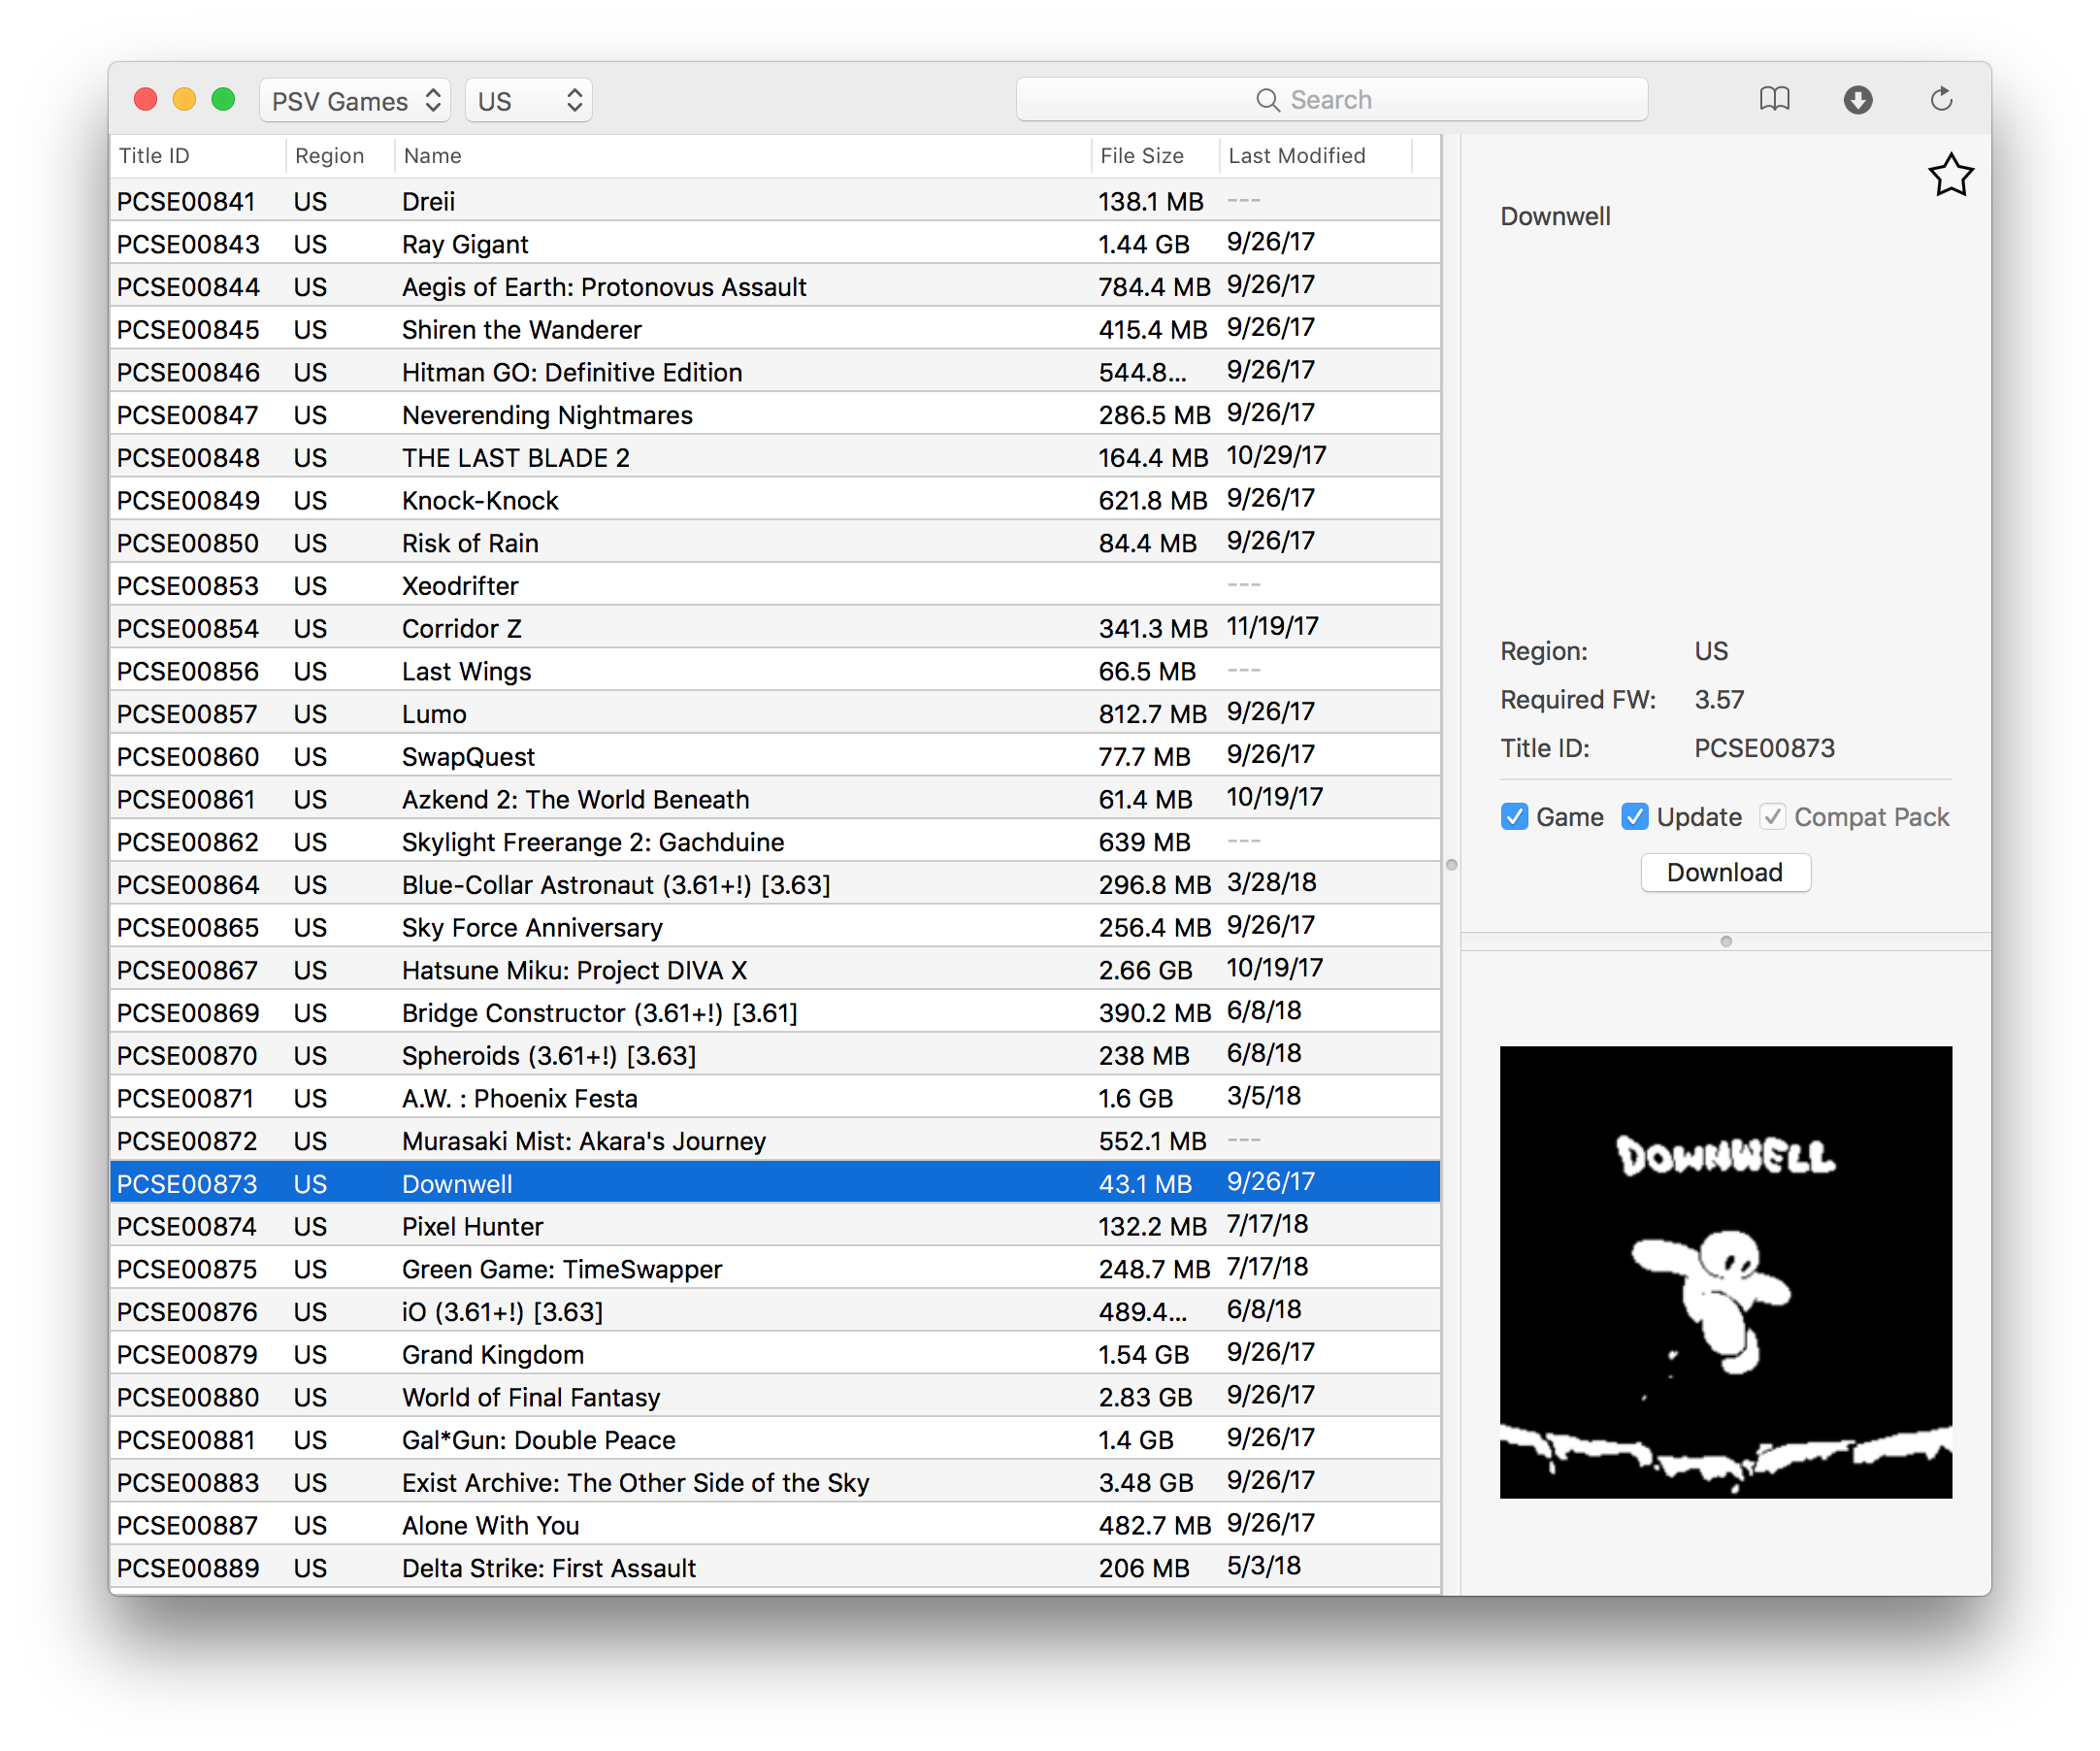 PSV Games US Search
Title ID Region Name File Size Last Modified
PCSE00841 US Dreii 138.1 MB ---
PCSE00843 US Ray Gigant 1.44 GB 9/26/17
PCSE00844 US Aegis of Earth: Protonovus Assault 784.4 MB 9/26/17
PCSE00845 US Shiren the Wanderer 415.4 MB 9/26/17
PCSE00846 US Hitman GO: Definitive Edition 544.8... 9/26/17
PCSE00847 US Neverending Nightmares 286.5 MB 9/26/17
PCSE00848 US THE LAST BLADE 2 164.4 MB 10/29/17
PCSE00849 US Knock-Knock 621.8 MB 9/26/17
PCSE00850 US Risk of Rain 84.4 MB 9/26/17
PCSE00853 US Xeodrifter ---
PCSE00854 US Corridor Z 341.3 MB 11/19/17
PCSE00856 US Last Wings 66.5 MB ---
PCSE00857 US Lumo 812.7 MB 9/26/17
PCSE00860 US SwapQuest 77.7 MB 9/26/17
PCSE00861 US Azkend 2: The World Beneath 61.4 MB 10/19/17
PCSE00862 US Skylight Freerange 2: Gachduine 639 MB ---
PCSE00864 US Blue-Collar Astronaut (3.61+!) [3.63] 296.8 MB 3/28/18
PCSE00865 US Sky Force Anniversary 256.4 MB 9/26/17
PCSE00867 US Hatsune Miku: Project DIVA X 2.66 GB 10/19/17
PCSE00869 US Bridge Constructor (3.61+!) [3.61] 390.2 MB 6/8/18
PCSE00870 US Spheroids (3.61+!) [3.63] 238 MB 6/8/18
PCSE00871 US A.W. : Phoenix Festa 1.6 GB 3/5/18
PCSE00872 US Murasaki Mist: Akara's Journey 552.1 MB ---
PCSE00873 US Downwell 43.1 MB 9/26/17
PCSE00874 US Pixel Hunter 132.2 MB 7/17/18
PCSE00875 US Green Game: TimeSwapper 248.7 MB 7/17/18
PCSE00876 US iO (3.61+!) [3.63] 489.4... 6/8/18
PCSE00879 US Grand Kingdom 1.54 GB 9/26/17
PCSE00880 US World of Final Fantasy 2.83 GB 9/26/17
PCSE00881 US Gal*Gun: Double Peace 1.4 GB 9/26/17
PCSE00883 US Exist Archive: The Other Side of the Sky 3.48 GB 9/26/17
PCSE00887 US Alone With You 482.7 MB 9/26/17
PCSE00889 US Delta Strike: First Assault 206 MB 5/3/18
Downwell
Region: US
Required FW: 3.57
Title ID: PCSE00873
Game Update Compat Pack
Download
DOWNWELL